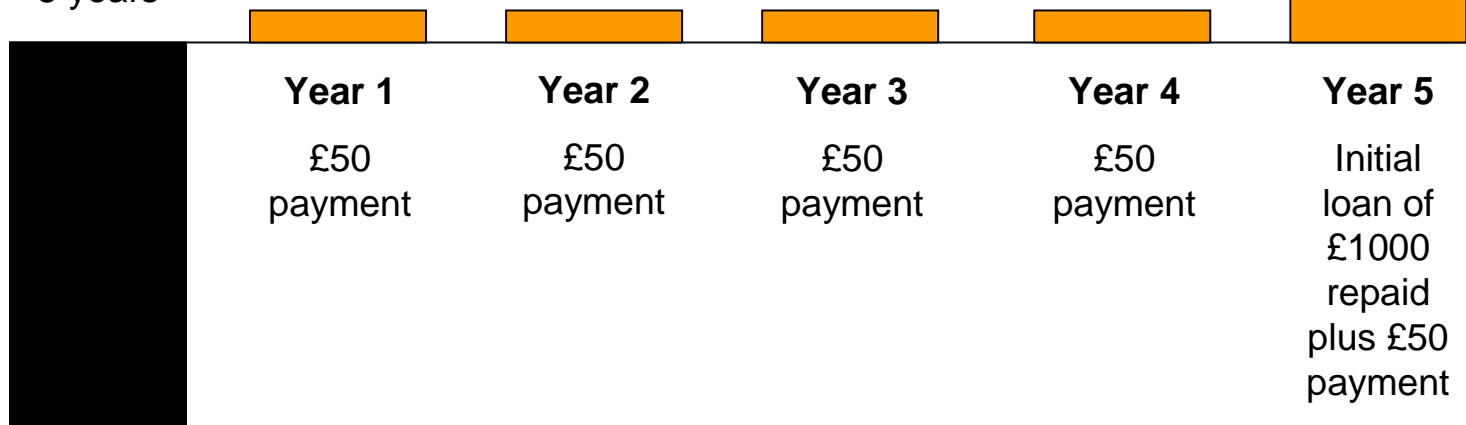 years
Year 1
£50
payment
Year 2
£50
payment
Year 3
£50
payment
Year 4
£50
payment
Year 5
Initial
loan of
£1000
repaid
plus £50
payment